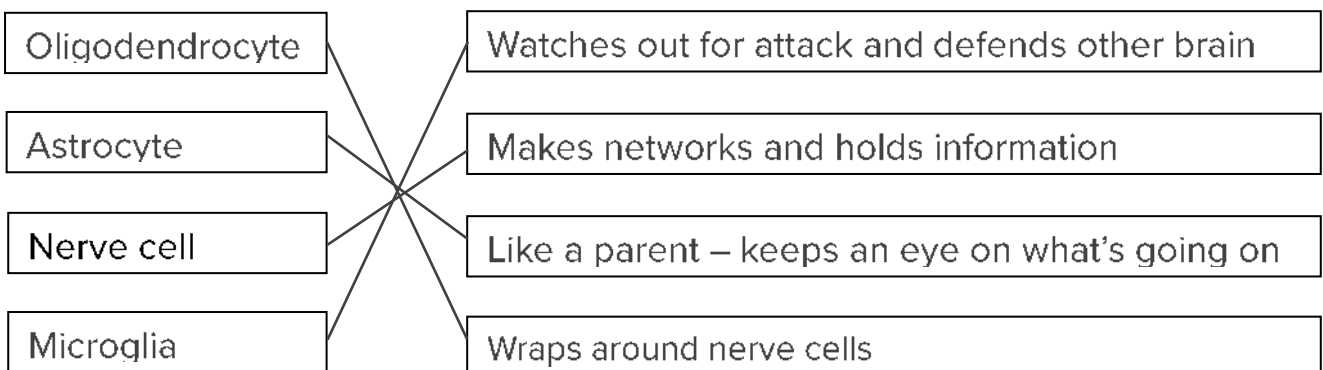 Oligodendrocyte
Watches out for attack and defends other brain
Astrocyte
Makes networks and holds information
Nerve cell
Like a parent – keeps an eye on what's going on
Microglia
Wraps around nerve cells